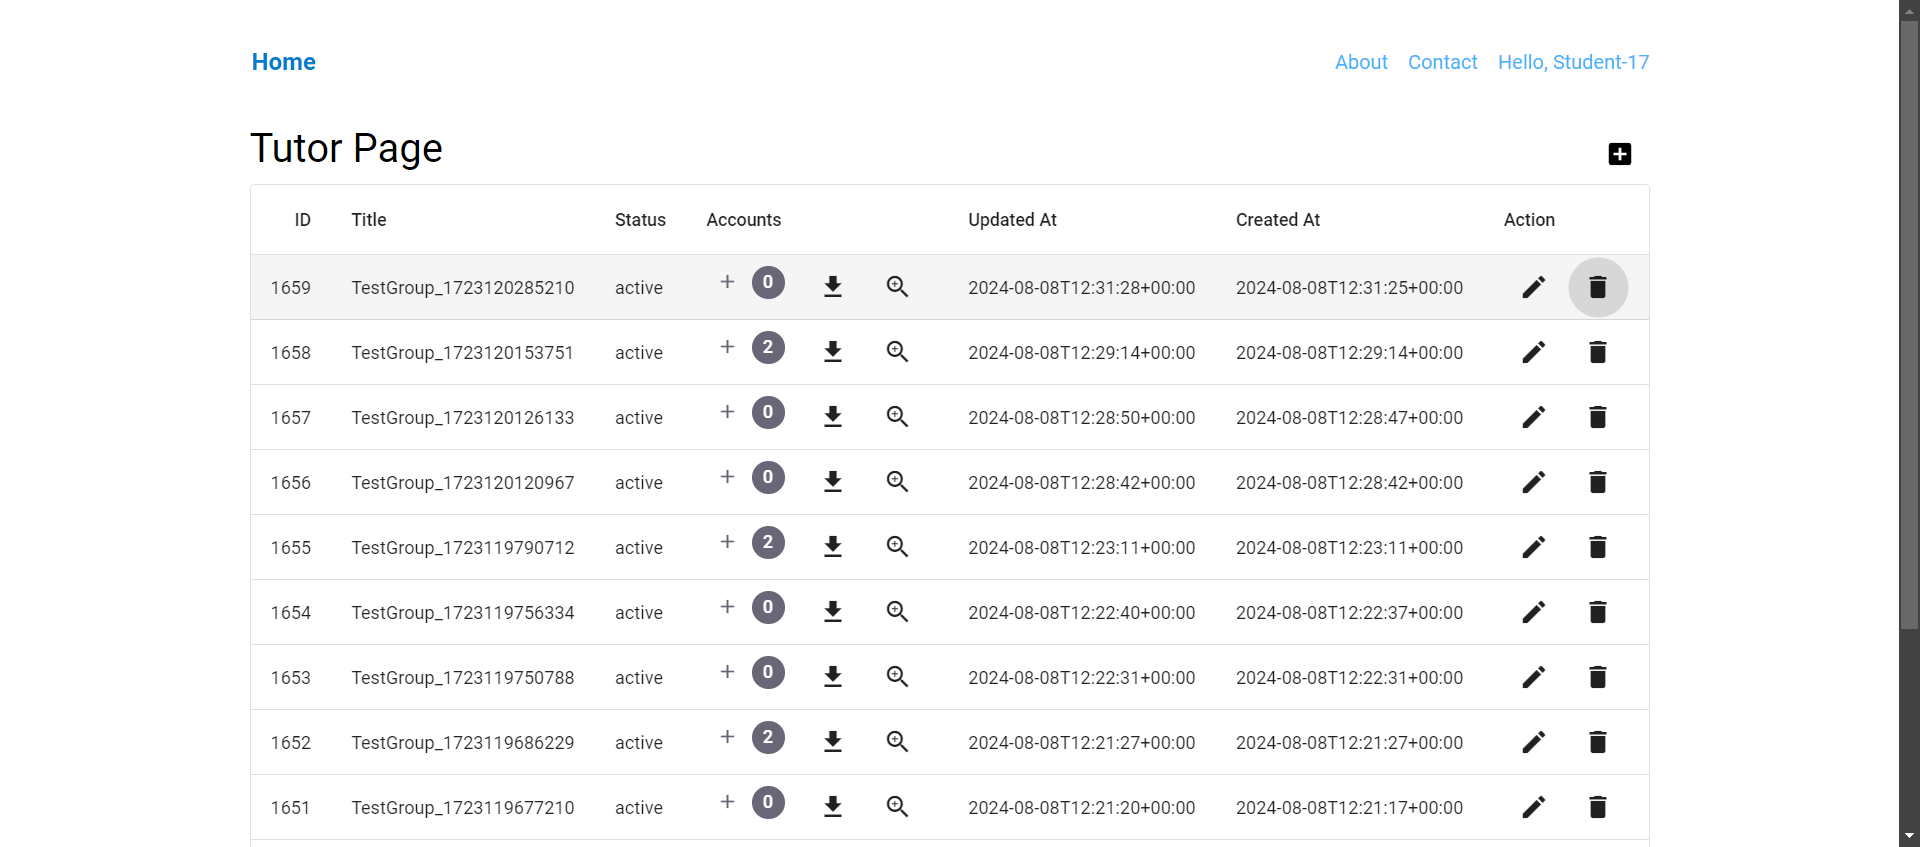 Home About Contact Hello, Student-17
Tutor Page
ID Title Status Accounts Updated At Created At Action
1659 TestGroup_1723120285210 active 0 2024-08-08T12:31:28+00:00 2024-08-08T12:31:25+00:00
1658 TestGroup_1723120153751 active 2 2024-08-08T12:29:14+00:00 2024-08-08T12:29:14+00:00
1657 TestGroup_1723120126133 active 0 2024-08-08T12:28:50+00:00 2024-08-08T12:28:47+00:00
1656 TestGroup_1723120120967 active 0 2024-08-08T12:28:42+00:00 2024-08-08T12:28:42+00:00
1655 TestGroup_1723119790712 active 2 2024-08-08T12:23:11+00:00 2024-08-08T12:23:11+00:00
1654 TestGroup_1723119756334 active 0 2024-08-08T12:22:40+00:00 2024-08-08T12:22:37+00:00
1653 TestGroup_1723119750788 active 0 2024-08-08T12:22:31+00:00 2024-08-08T12:22:31+00:00
1652 TestGroup_1723119686229 active 2 2024-08-08T12:21:27+00:00 2024-08-08T12:21:27+00:00
1651 TestGroup_1723119677210 active 0 2024-08-08T12:21:20+00:00 2024-08-08T12:21:17+00:00